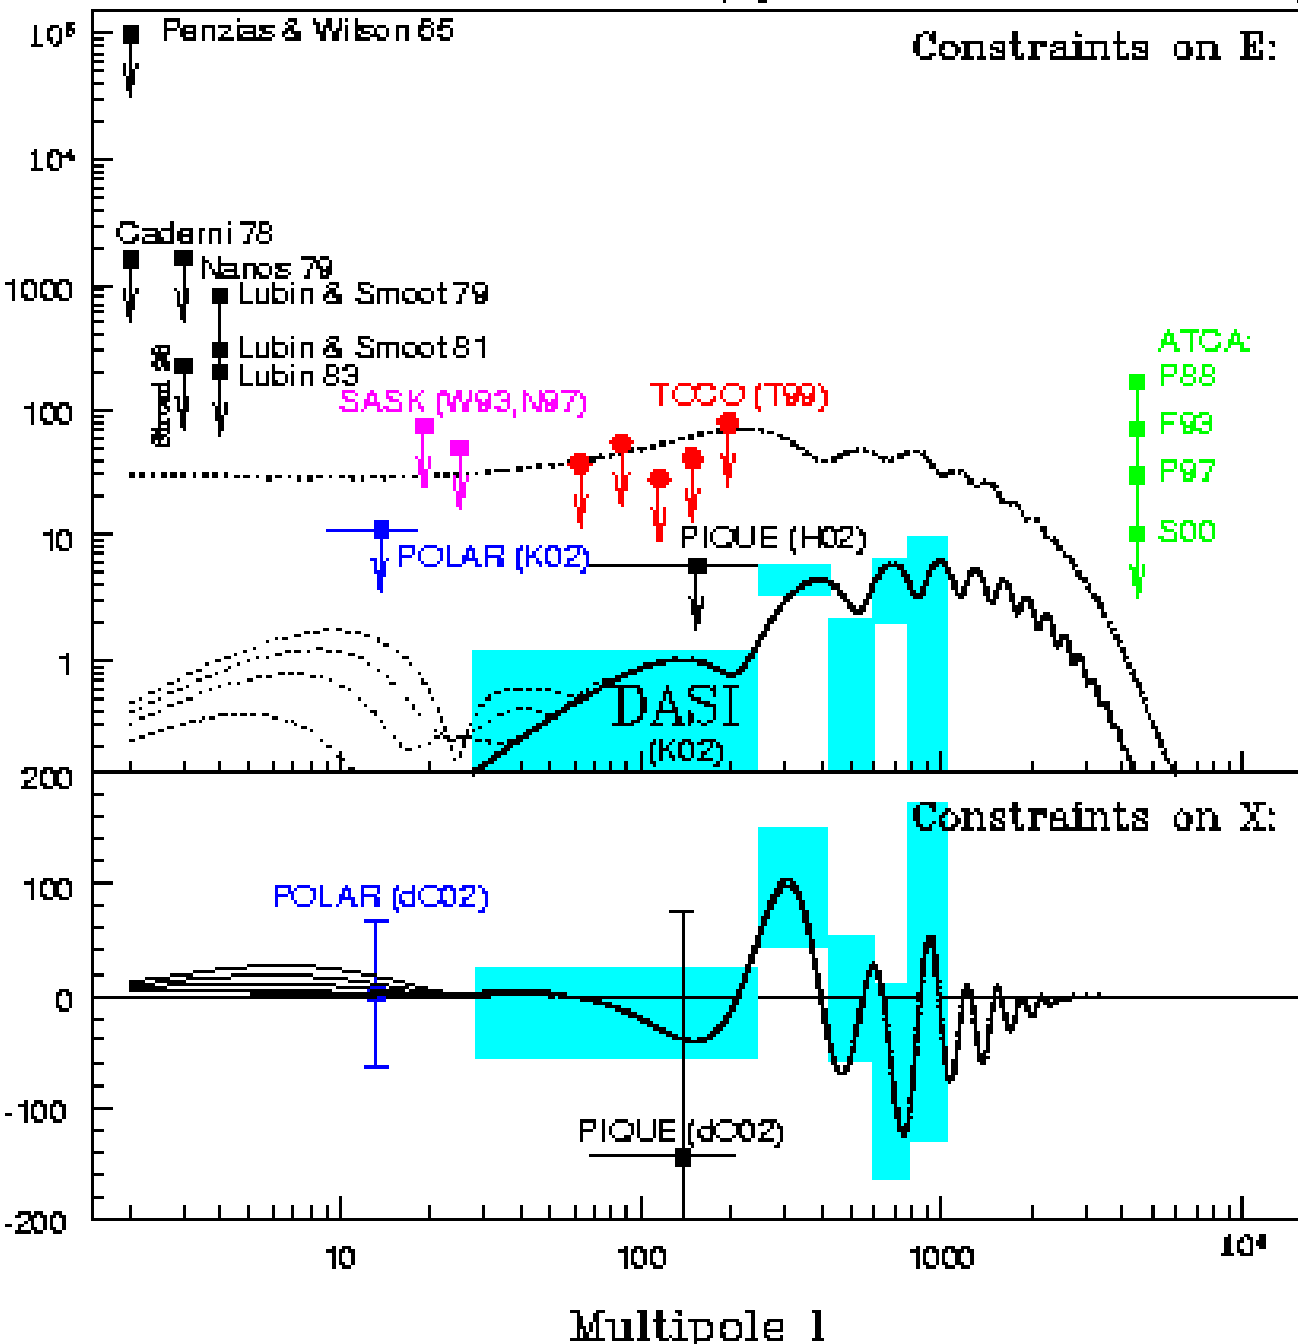 10⁵
Penzias & Wilson 65
Constraints on E:
10⁴
Caderni 78
Nanos 79
1000
Lubin & Smoot 79
Lubin & Smoot 81
Lubin 83
ATCA:
P88
100
SASK (W93,N97)
TOCO (T99)
F93
P97
10
POLAR (K02)
PIQUE (H02)
S00
1
DASI
(K02)
200
Constraints on X:
100
POLAR (dO02)
0
-100
PIQUE (dO02)
-200
10
100
1000
10⁴
Multipole l